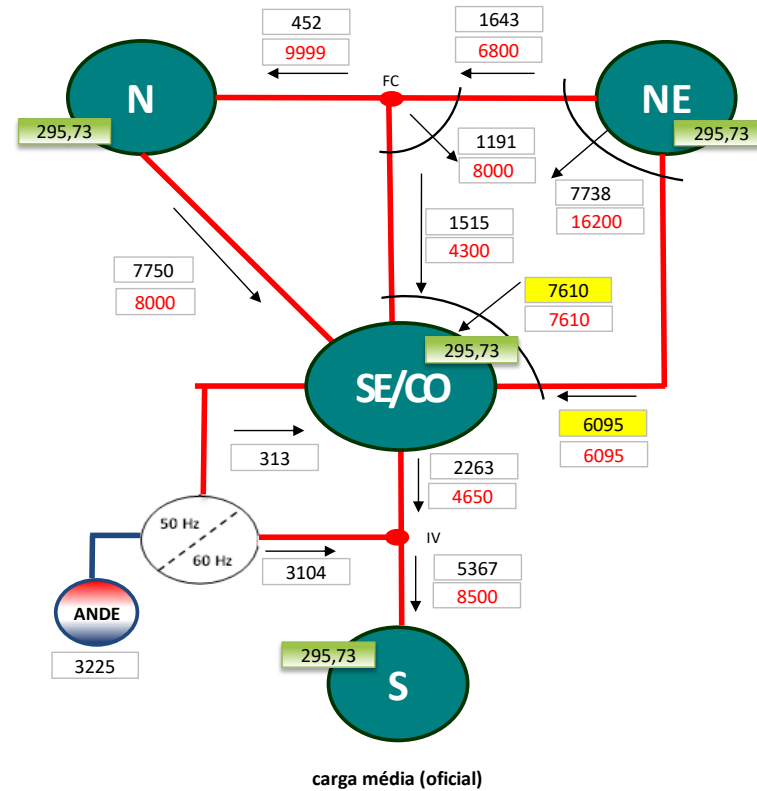 452
9999
1643
6800
FC
N
NE
295,73
295,73
1191
8000
7738
16200
1515
4300
7750
8000
7610
7610
295,73
SE/CO
6095
6095
313
2263
4650
50 Hz
60 Hz
IV
3104
5367
8500
ANDE
3225
295,73
S
carga média (oficial)